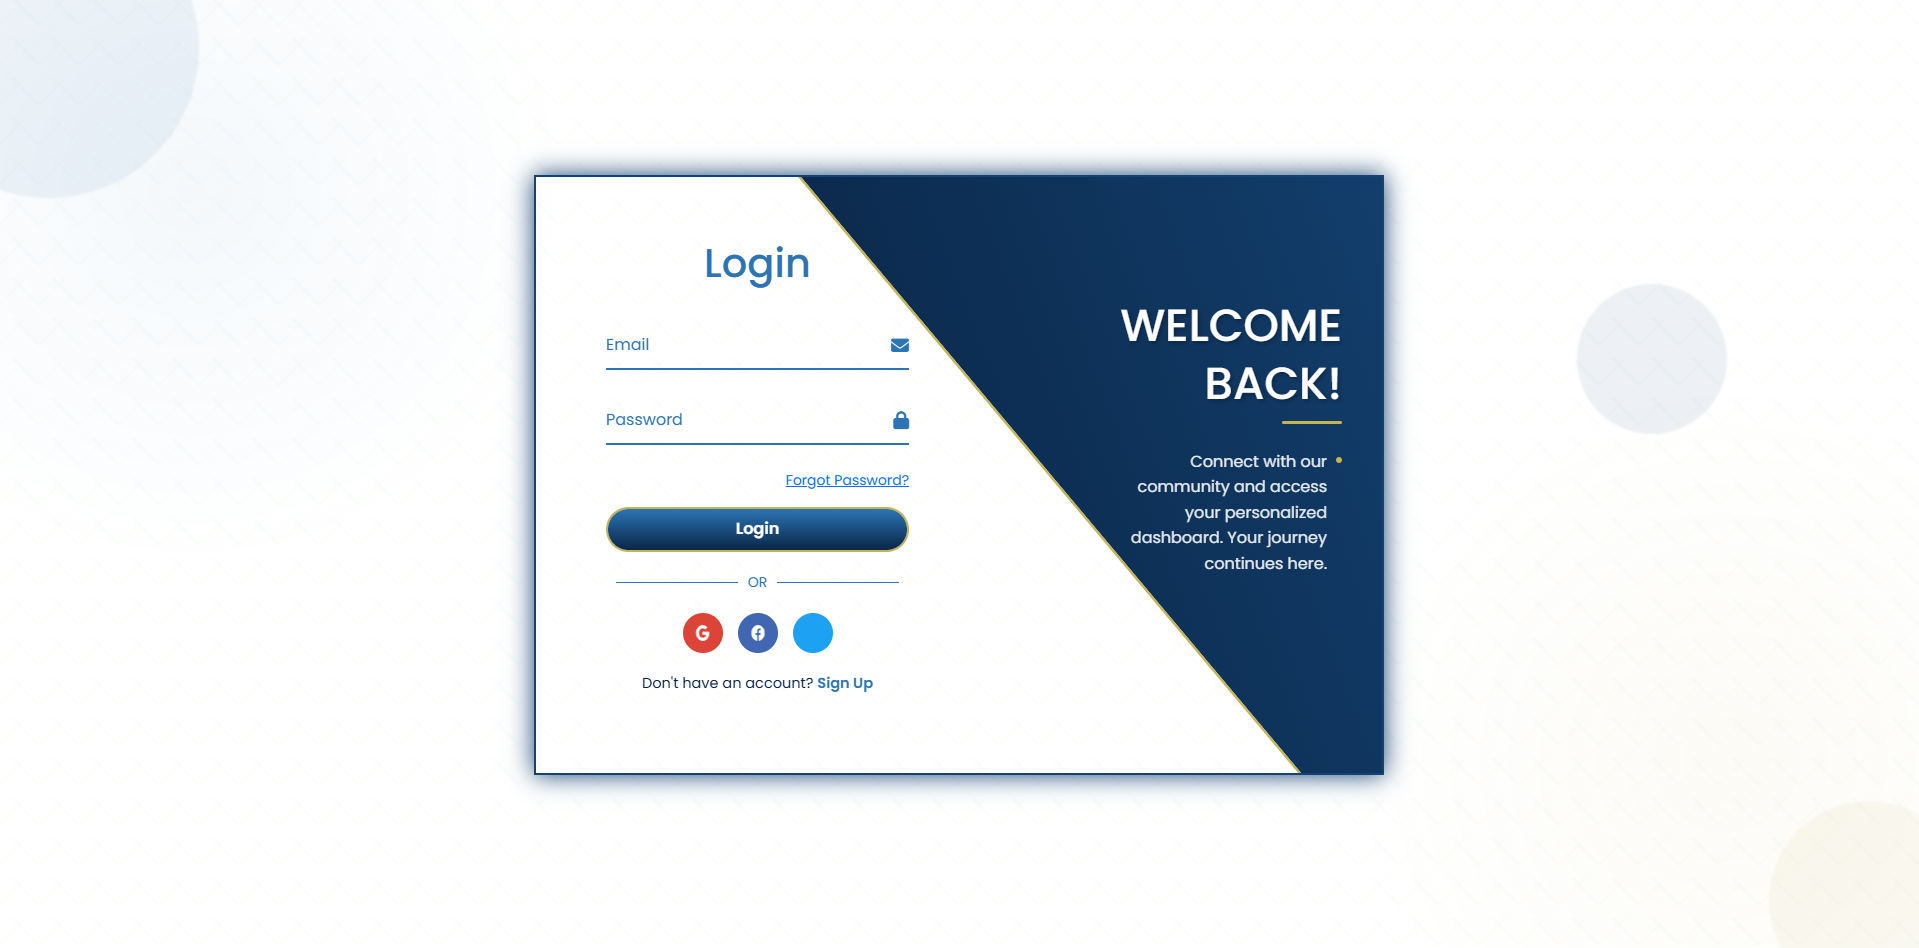 Login
Email
Password
Forgot Password?
Login
OR
Don't have an account? Sign Up
WELCOME
BACK!
Connect with our
community and access
your personalized
dashboard. Your journey
continues here.